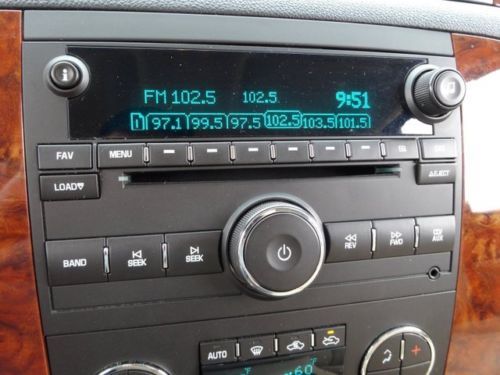 FM 102.5 102.5 9:51
1 97.1 99.5 97.5 102.5 103.5 101.5
FAV MENU
LOAD EJECT
BAND SEEK SEEK REV FWD CD/AUX
AUTO
60